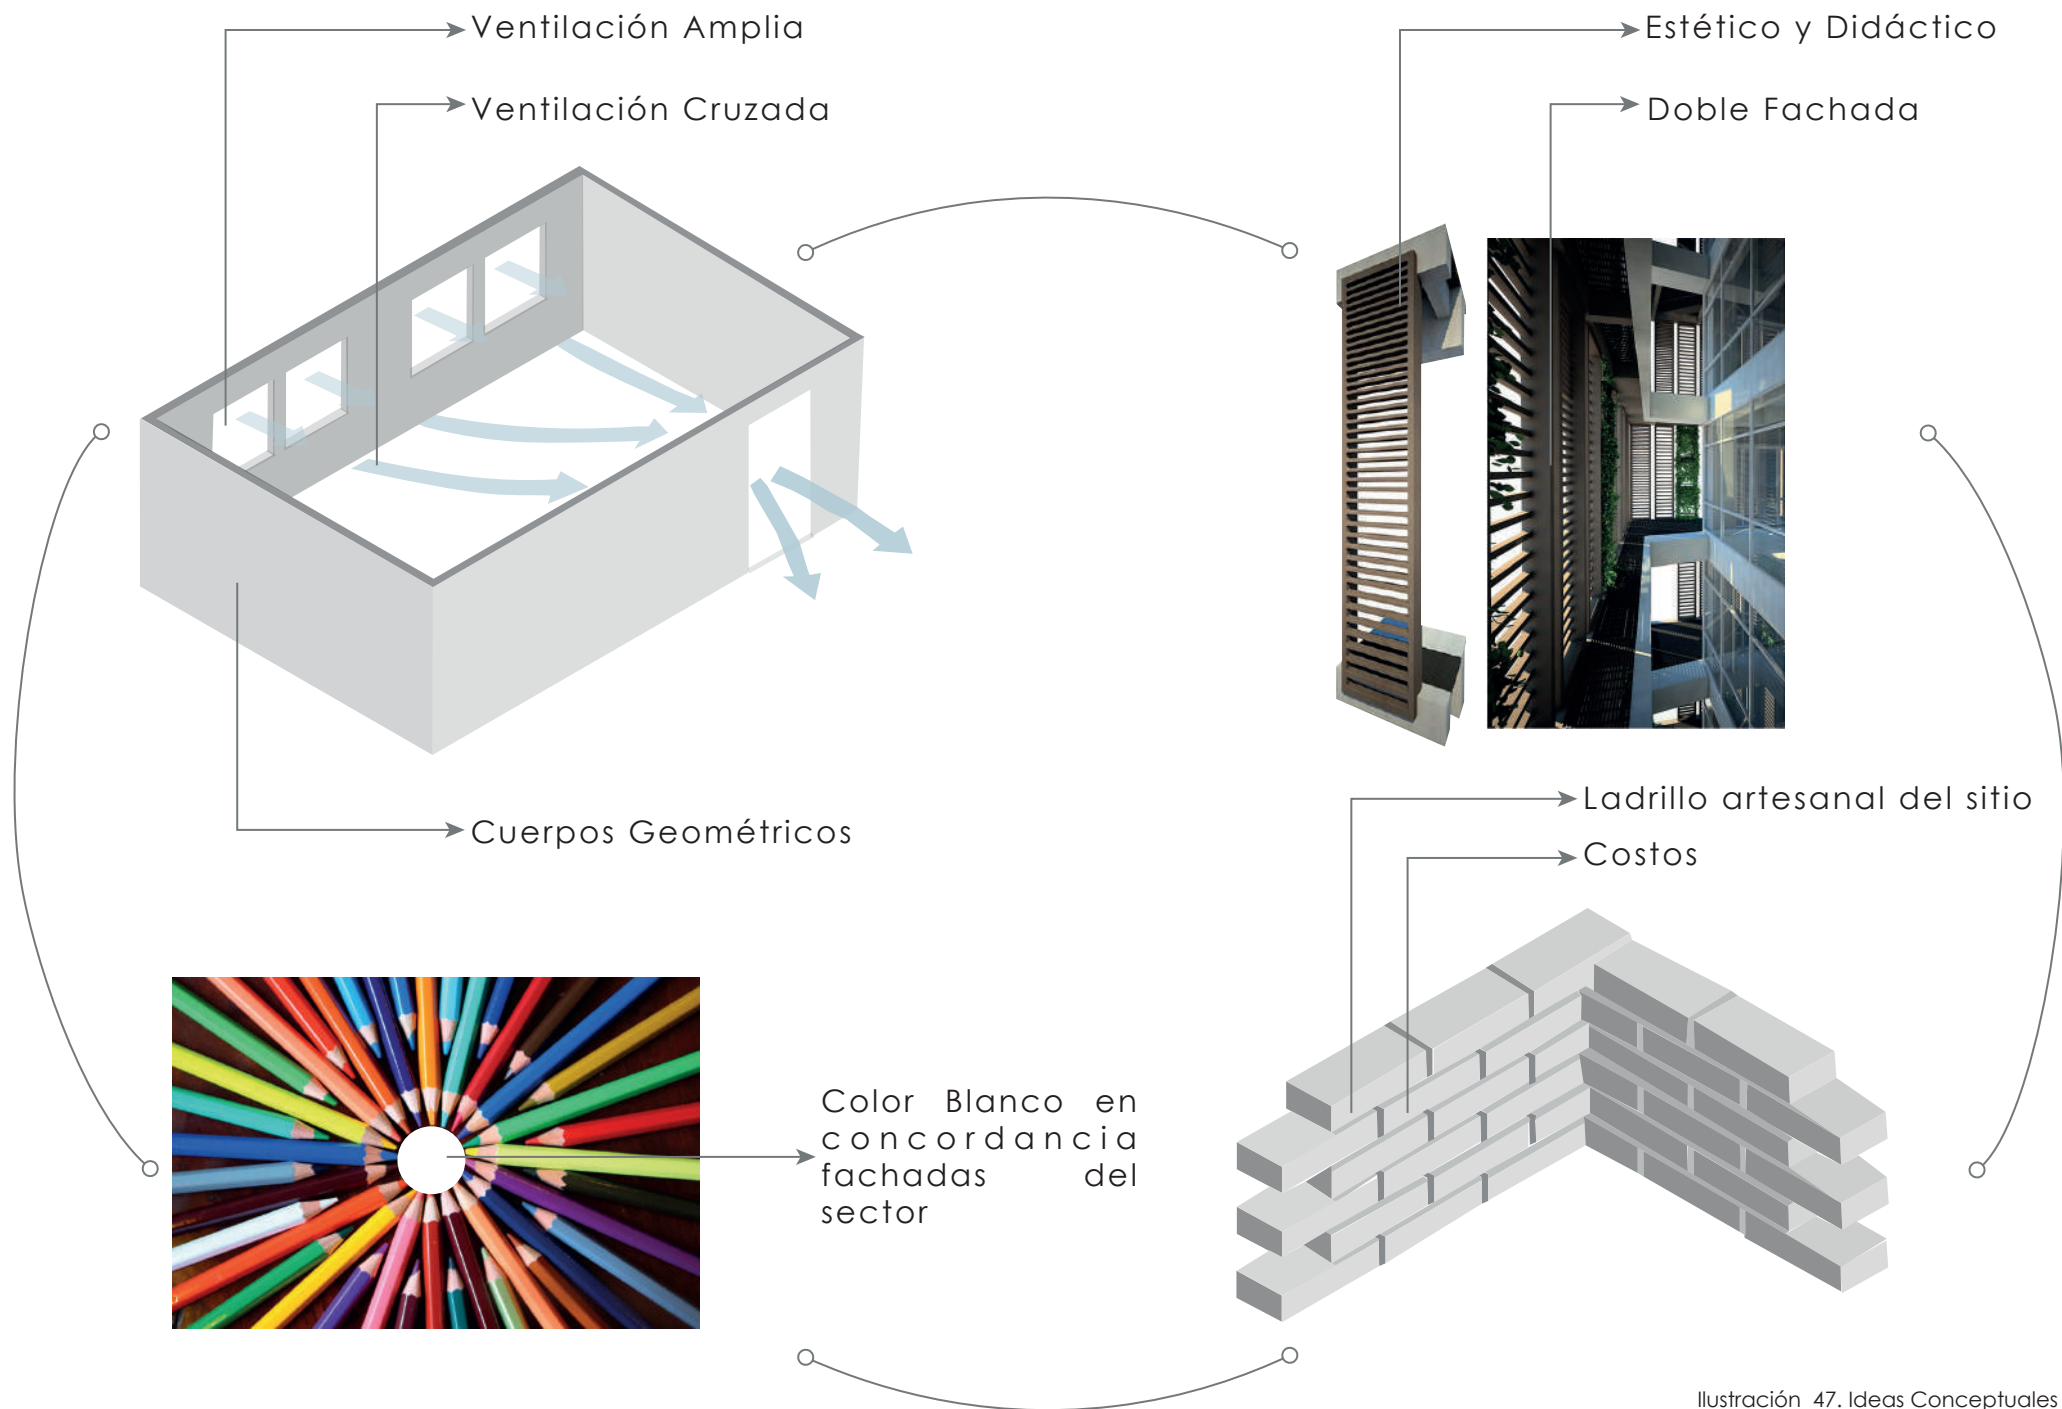 Ventilación Amplia
Ventilación Cruzada
Estético y Didáctico
Doble Fachada
Cuerpos Geométricos
Ladrillo artesanal del sitio
Costos
Color Blanco en
concordancia
fachadas del
sector
Ilustración 47. Ideas Conceptuales